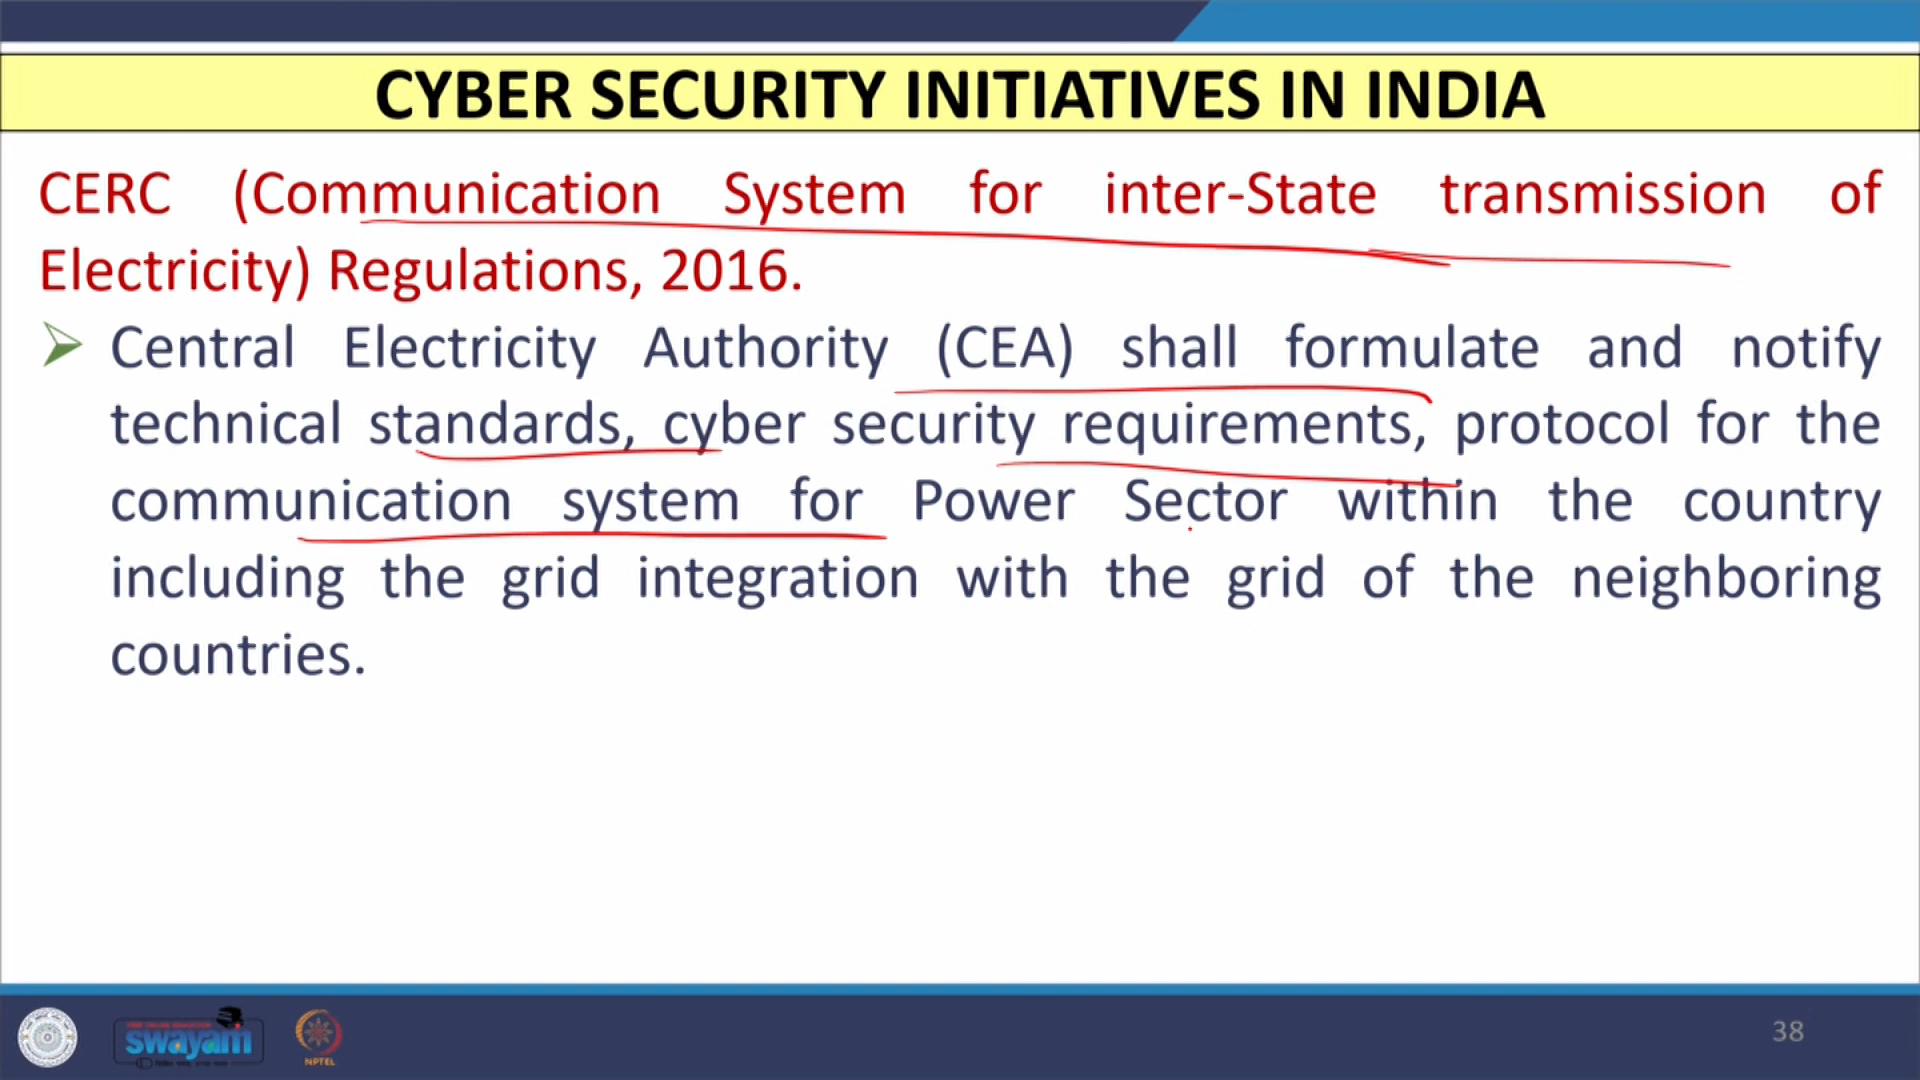 CYBER SECURITY INITIATIVES IN INDIA
CERC (Communication System for inter-State transmission of
Electricity) Regulations, 2016.
Central Electricity Authority (CEA) shall formulate and notify
technical standards, cyber security requirements, protocol for the
communication system for Power Sector within the country
including the grid integration with the grid of the neighboring
countries.
swayam
NPTEL
38